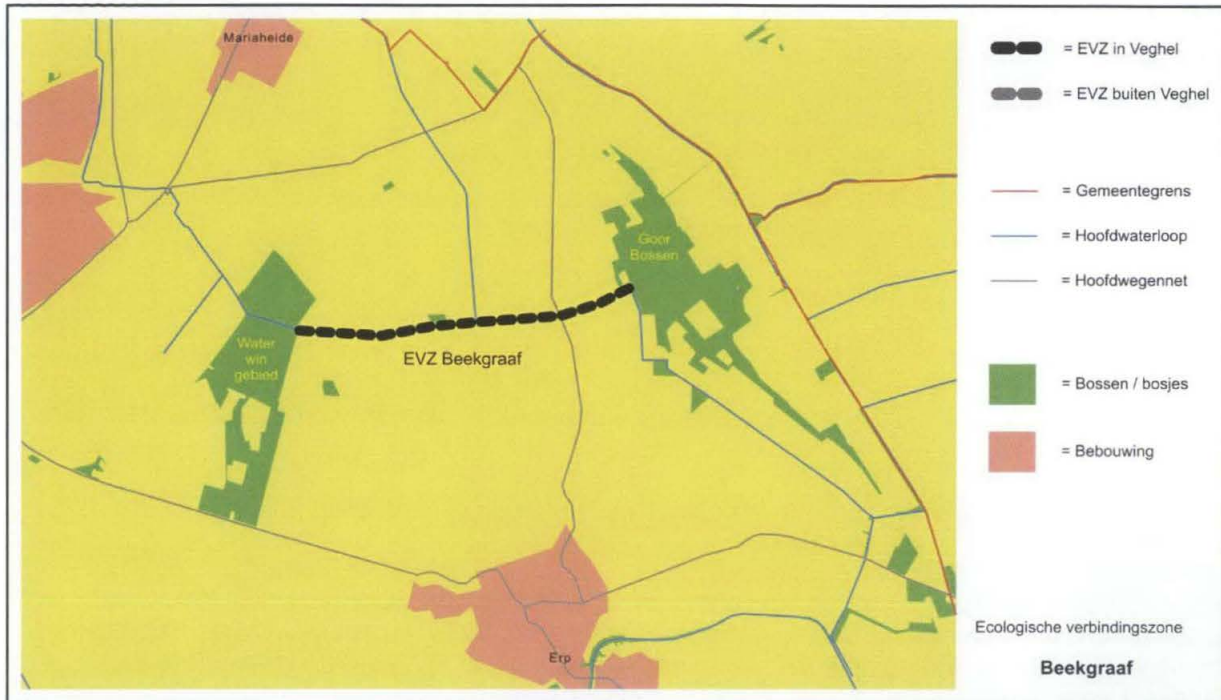 Mariaheide
Goor
Bossen
Water
win
gebied
EVZ Beekgraaf
Erp
= EVZ in Veghel
= EVZ buiten Veghel
= Gemeentegrens
= Hoofdwaterloop
= Hoofdwegennet
= Bossen / bosjes
= Bebouwing
Ecologische verbindingszone
Beekgraaf